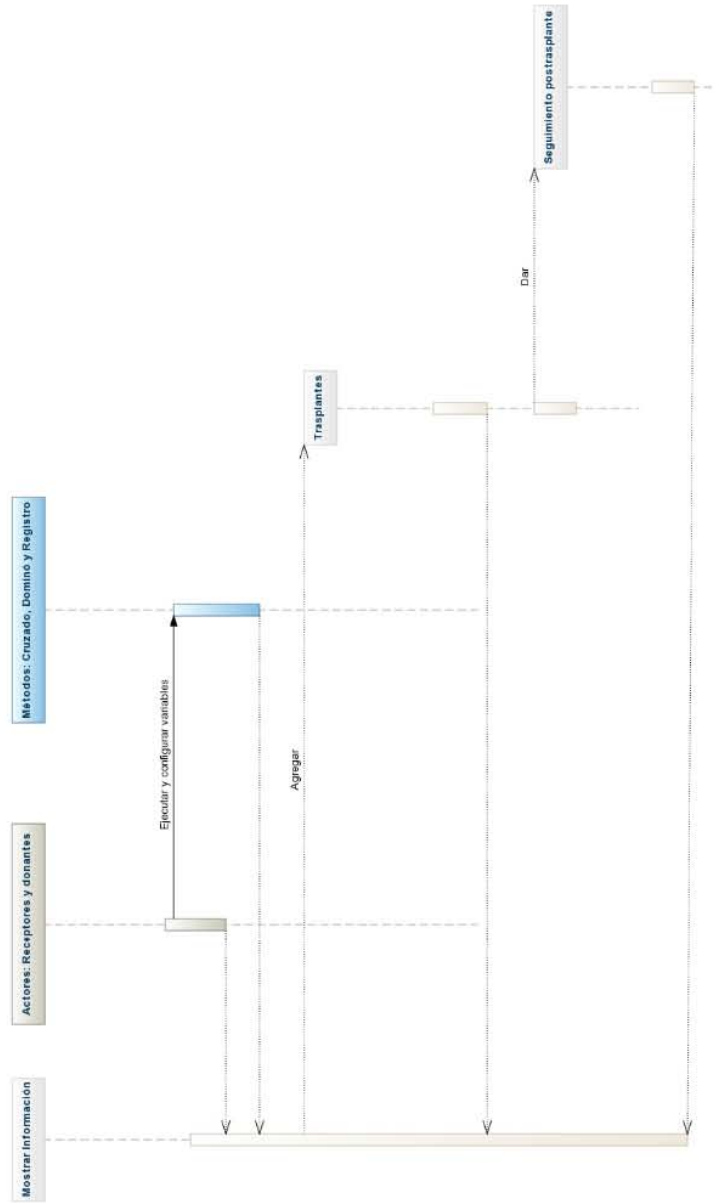 Mostrar Información
Actores: Receptores y donantes
Métodos: Cruzado, Dominó y Registro
Ejecutar y configurar variables
Agregar
Trasplantes
Dar
Seguimiento postrasplante